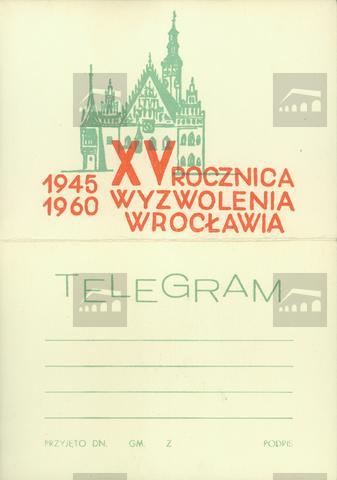 1945 XV ROCZNICA
1960 WYZWOLENIA
WROCŁAWIA
TELEGRAM
PRZYJĘTO DN. GM. Z PODPIS